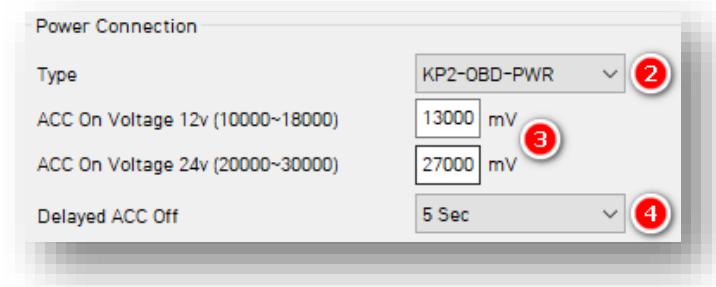 Power Connection
Type KP2-OBD-PWR 2
ACC On Voltage 12v (10000~18000) 13000 mV
3
ACC On Voltage 24v (20000~30000) 27000 mV
Delayed ACC Off 5 Sec 4